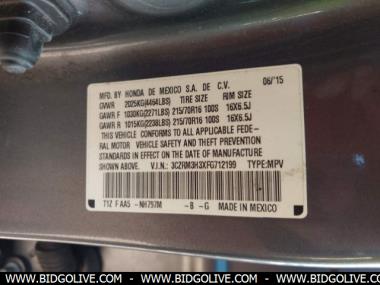 MFD. BY HONDA DE MEXICO S.A. DE C.V. 06/'15
GVWR 2025KG(4464LBS) TIRE SIZE RIM SIZE
GAWR F 1030KG(2271LBS) 215/70R16 100S 16X6.5J
GAWR R 1015KG(2238LBS) 215/70R16 100S 16X6.5J
THIS VEHICLE CONFORMS TO ALL APPLICABLE FEDE-
RAL MOTOR VEHICLE SAFETY AND THEFT PREVENTION
STANDARDS IN EFFECT ON THE DATE OF MANUFACTURE
SHOWN ABOVE. V.I.N.: 3CZRM3H3XFG712199 TYPE:MPV
T1Z F AA5 -NH797M -B -G MADE IN MEXICO
WWW.BIDGOLIVE.COM - WWW.BIDGOLIVE.COM - WWW.BIDGOLIVE.COM